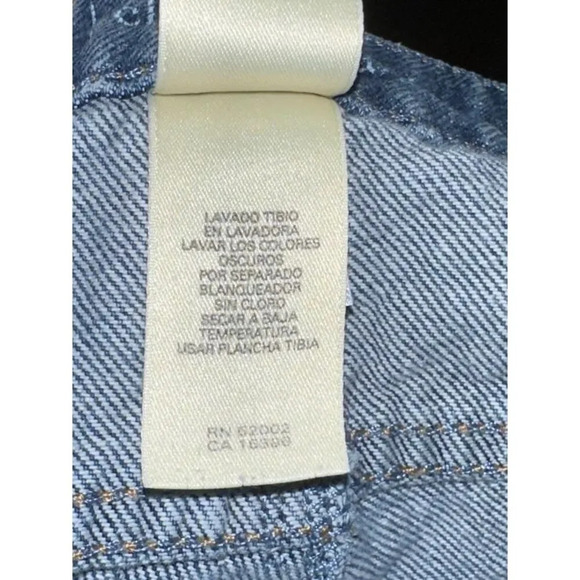 LAVADO TIBIO
EN LAVADORA
LAVAR LOS COLORES
OSCUROS
POR SEPARADO
BLANQUEADOR
SIN CLORO
SECAR A BAJA
TEMPERATURA
USAR PLANCHA TIBIA
RN 52002
CA